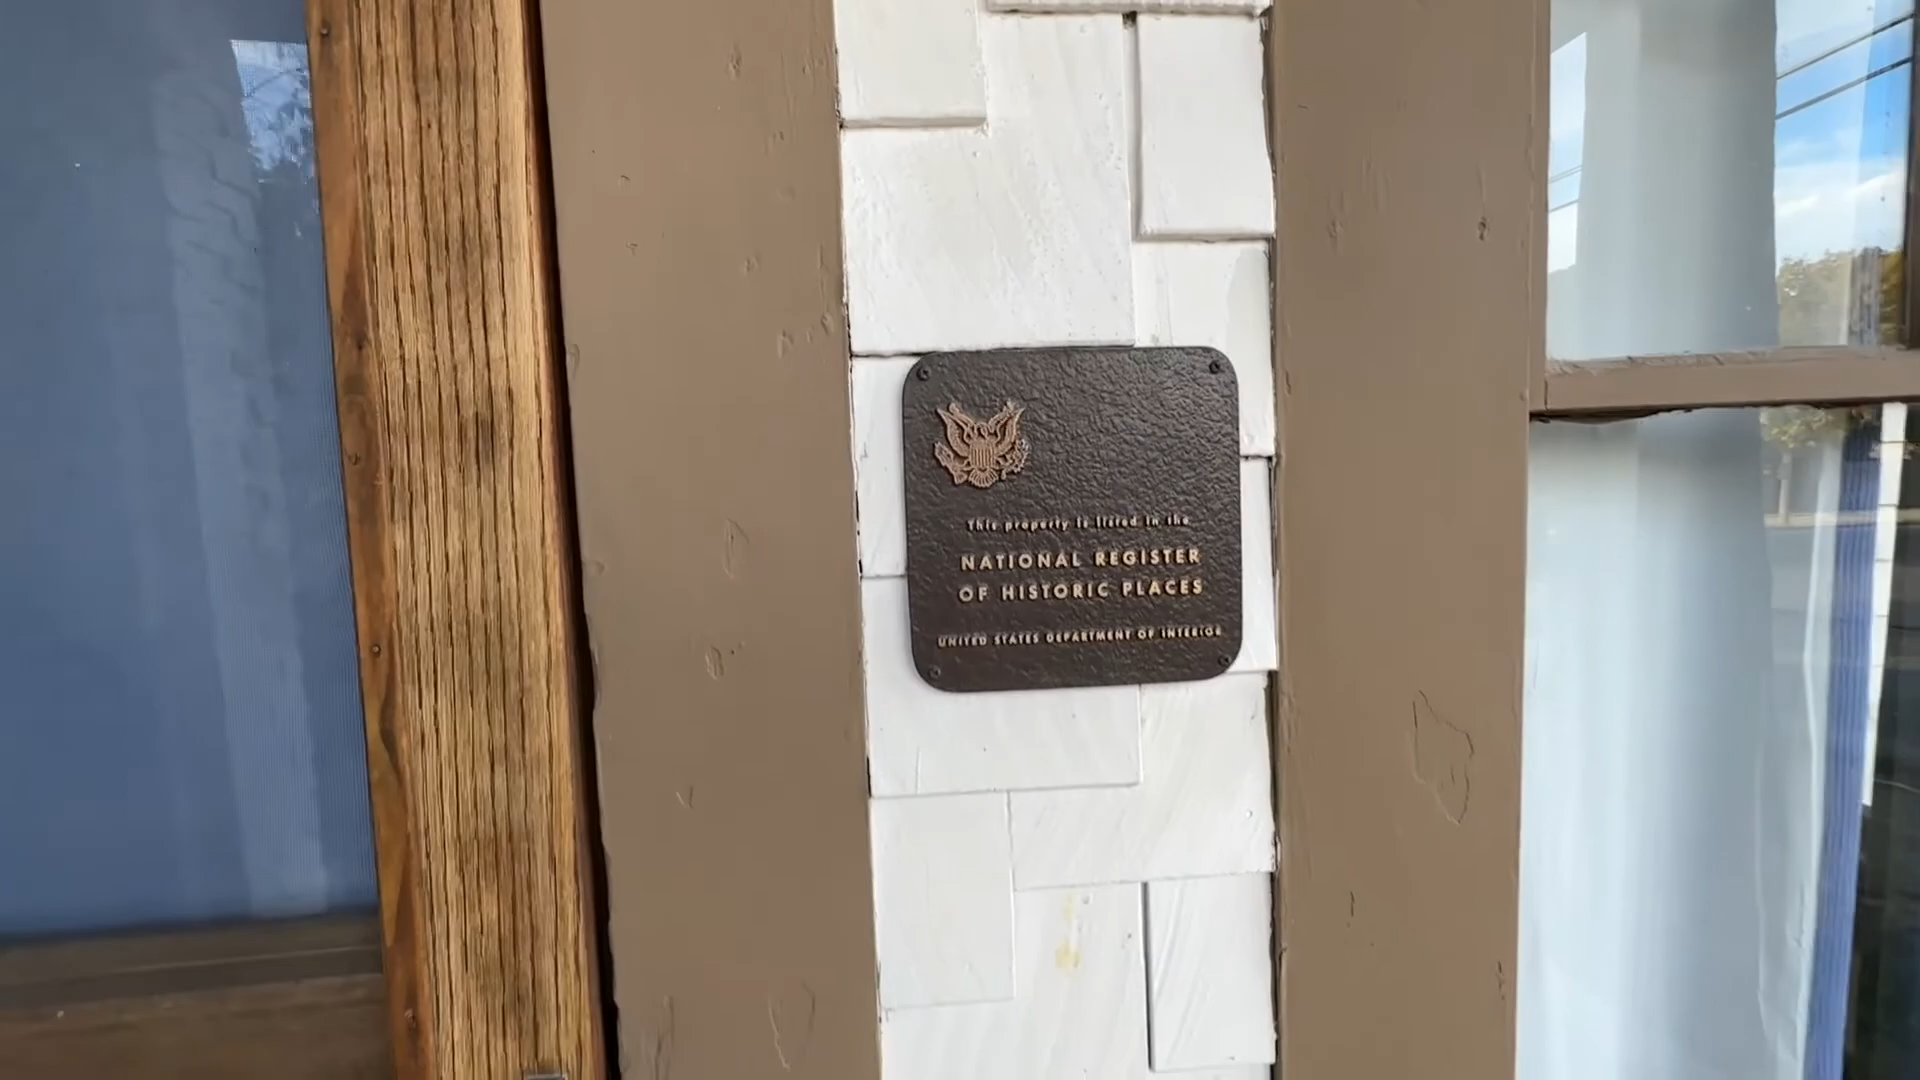 This property is listed in the
NATIONAL REGISTER
OF HISTORIC PLACES
UNITED STATES DEPARTMENT OF INTERIOR